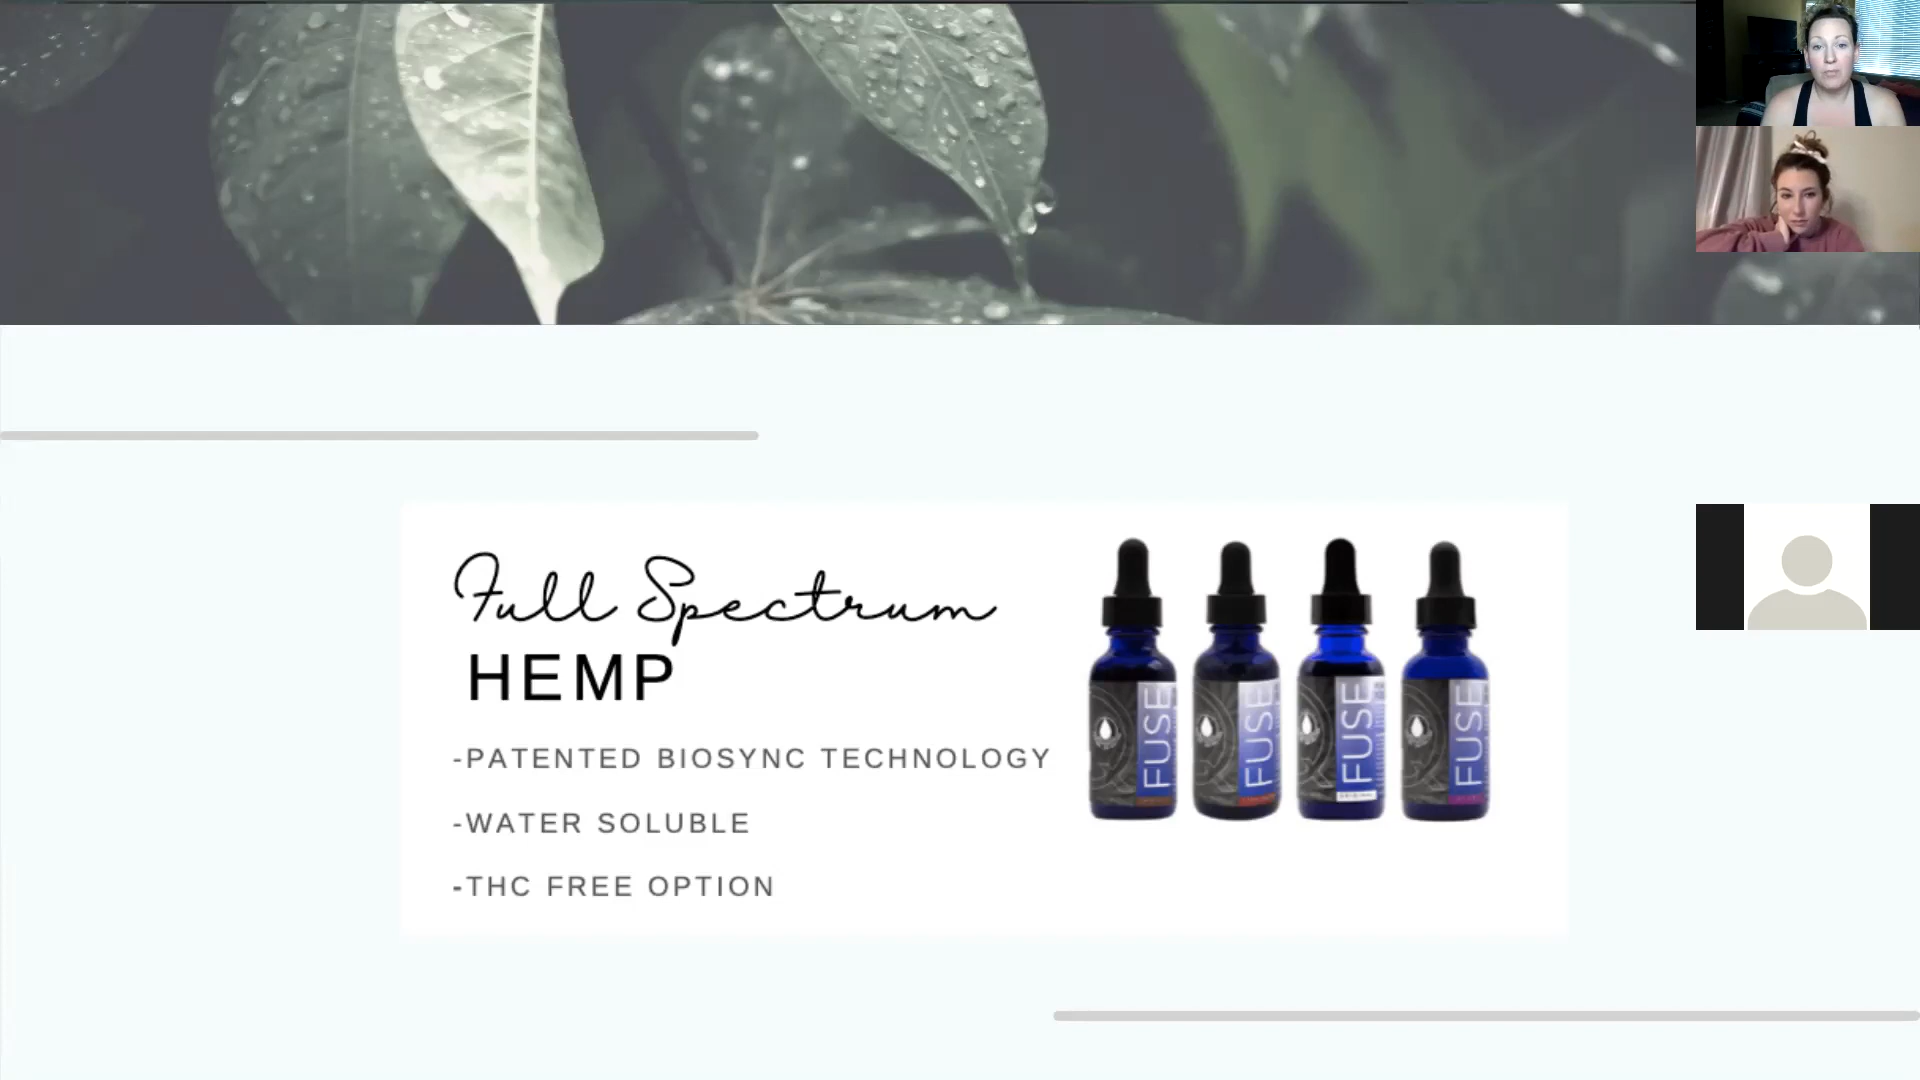 Full Spectrum
HEMP
-PATENTED BIOSYNC TECHNOLOGY
-WATER SOLUBLE
-THC FREE OPTION
FUSE
FUSE
FUSE
FUSE